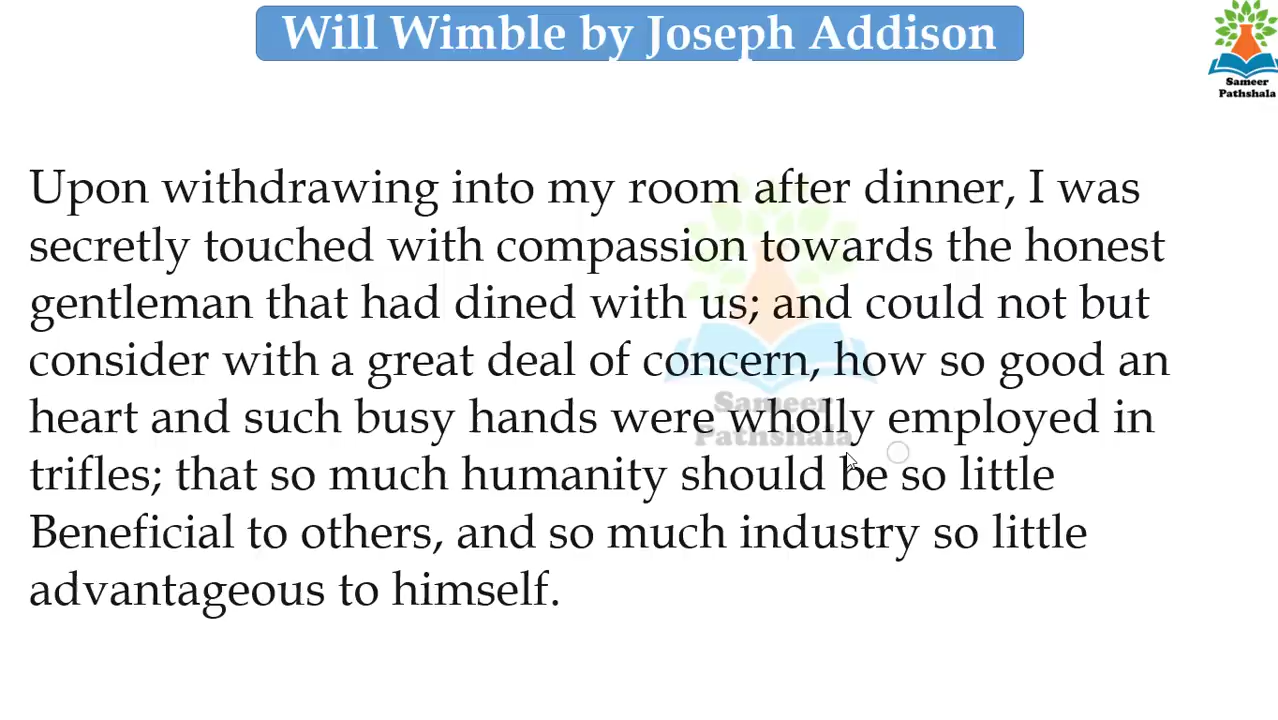 Will Wimble by Joseph Addison
Sameer
Pathshala
Upon withdrawing into my room after dinner, I was
secretly touched with compassion towards the honest
gentleman that had dined with us; and could not but
consider with a great deal of concern, how so good an
heart and such busy hands were wholly employed in
trifles; that so much humanity should be so little
Beneficial to others, and so much industry so little
advantageous to himself.
Sameer
Pathshala